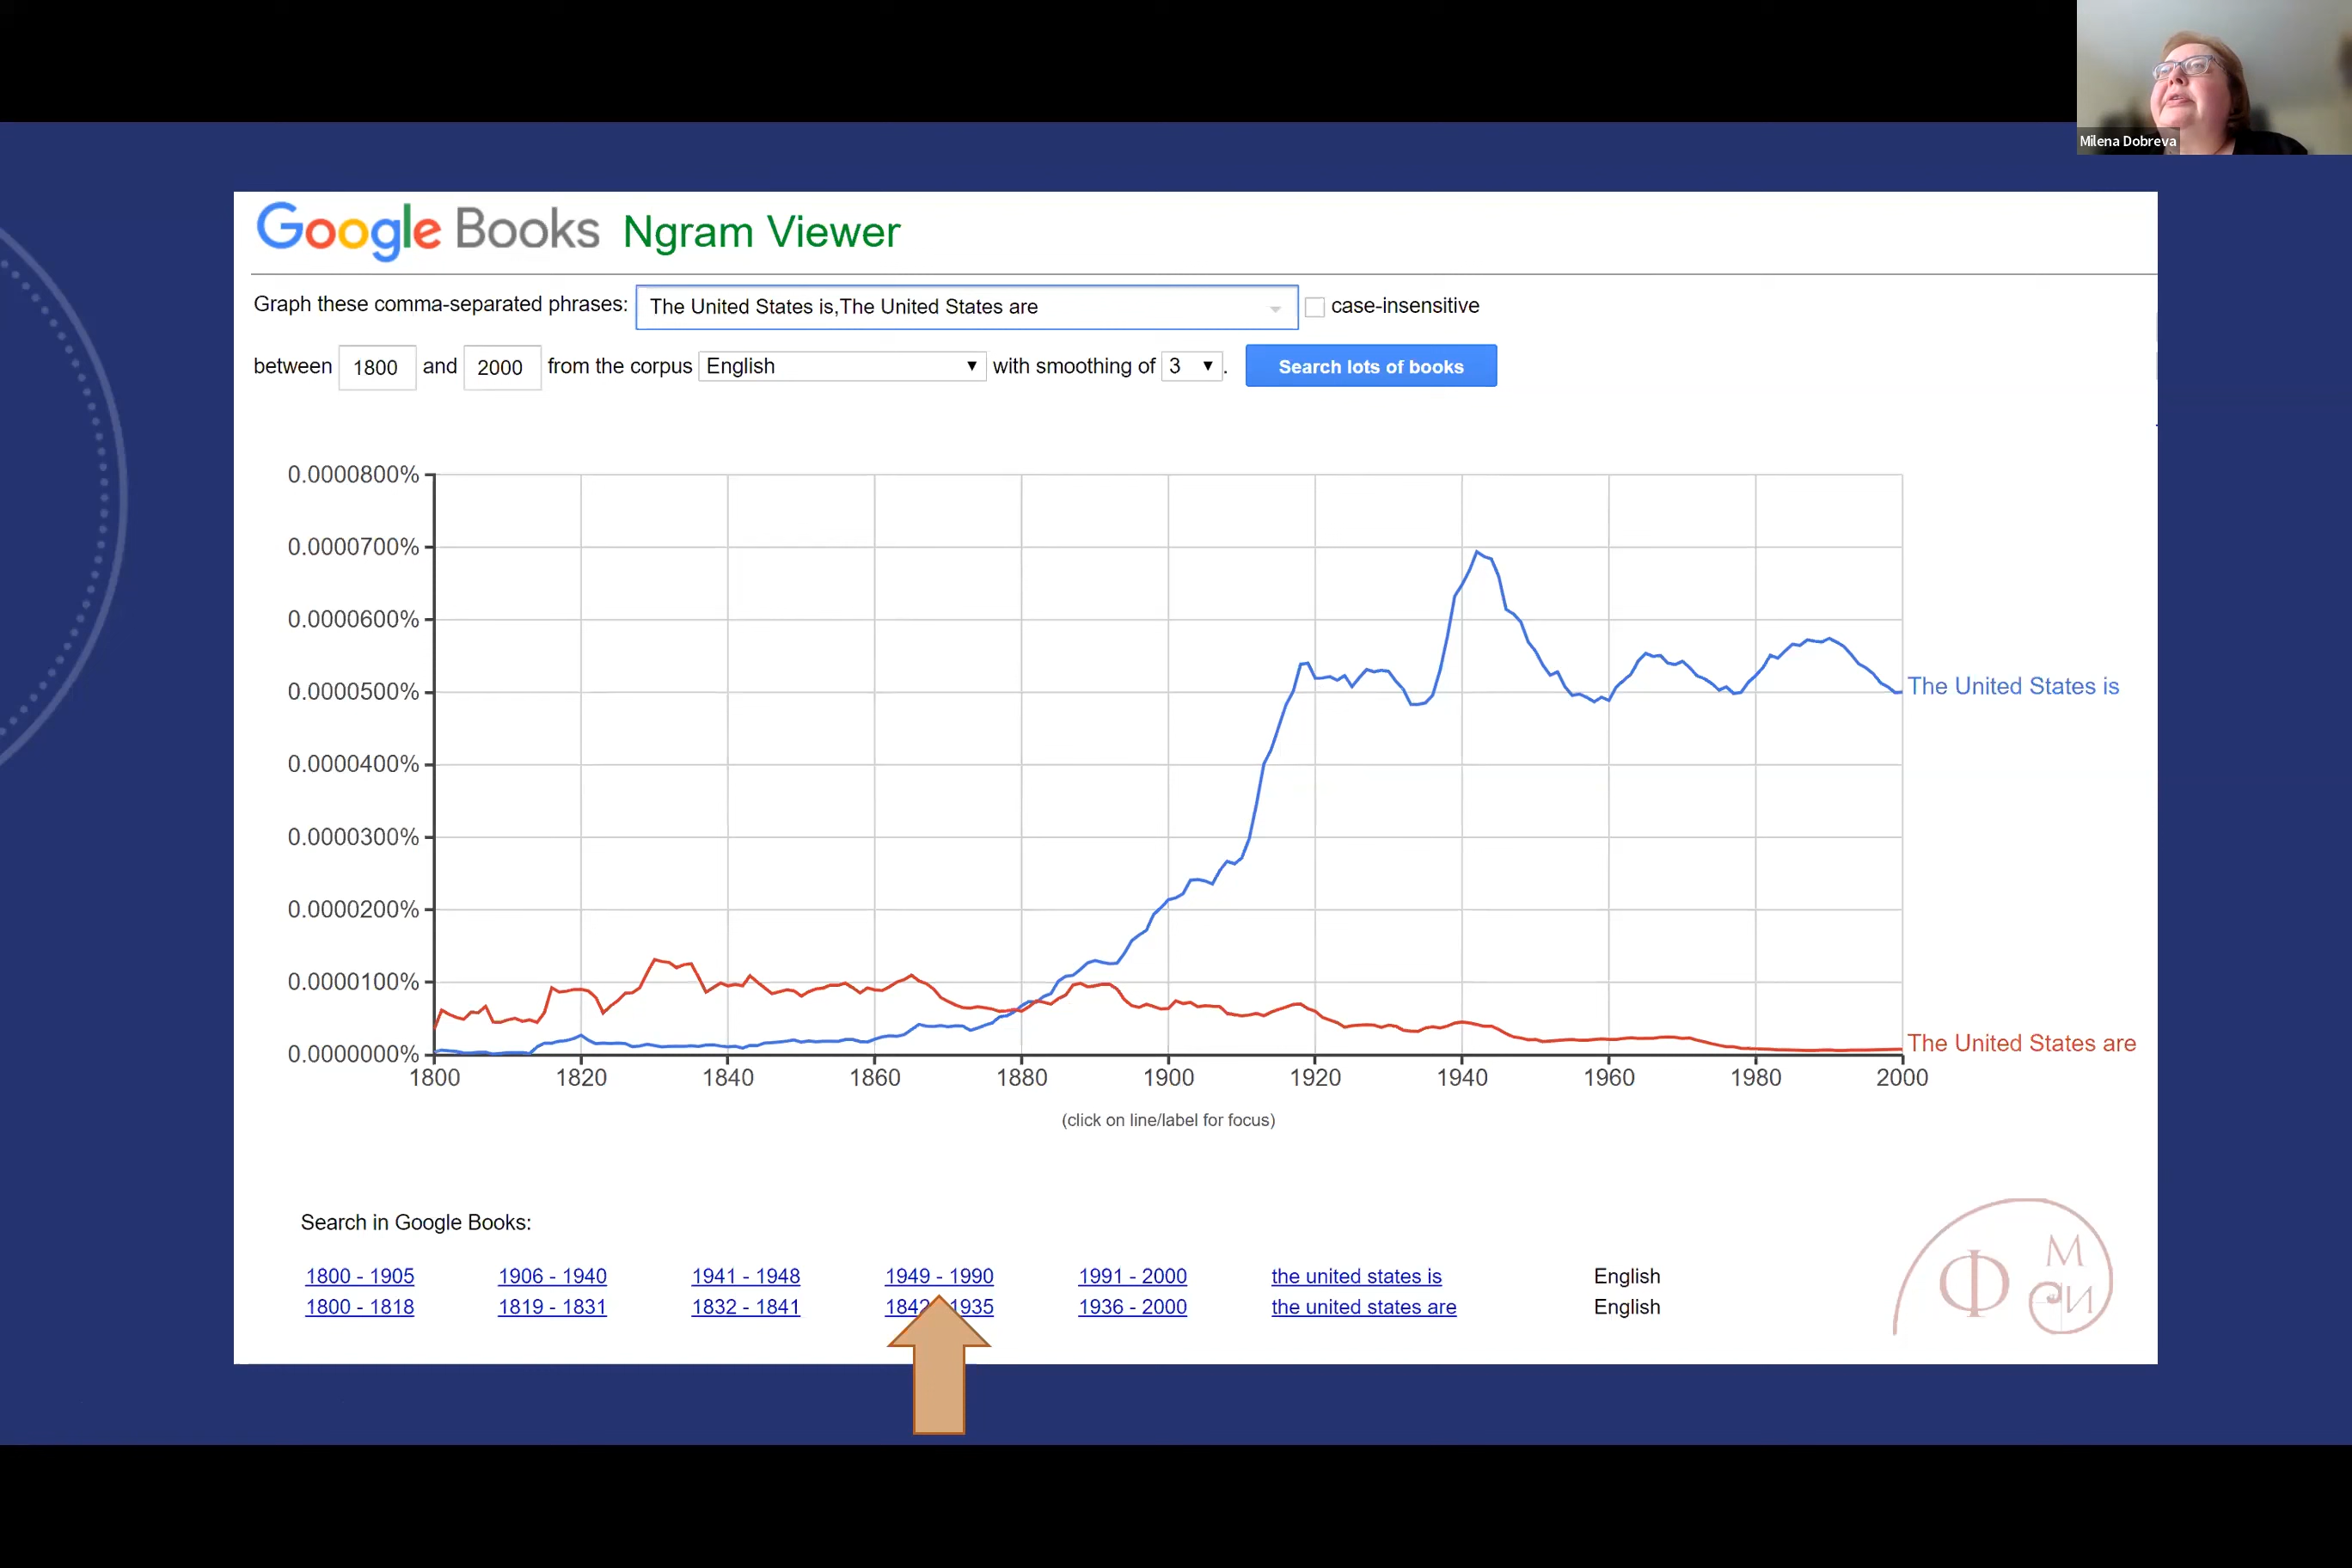 Milena Dobreva
Google Books Ngram Viewer
Graph these comma-separated phrases: The United States is,The United States are case-insensitive
between 1800 and 2000 from the corpus English with smoothing of 3 . Search lots of books
0.0000800%
0.0000700%
0.0000600%
0.0000500%
0.0000400%
0.0000300%
0.0000200%
0.0000100%
0.0000000%
The United States is
The United States are
1800 1820 1840 1860 1880 1900 1920 1940 1960 1980 2000
(click on line/label for focus)
Search in Google Books:
1800 - 1905 1906 - 1940 1941 - 1948 1949 - 1990 1991 - 2000 the united states is English
1800 - 1818 1819 - 1831 1832 - 1841 1842 1935 1936 - 2000 the united states are English
Ф М
С И